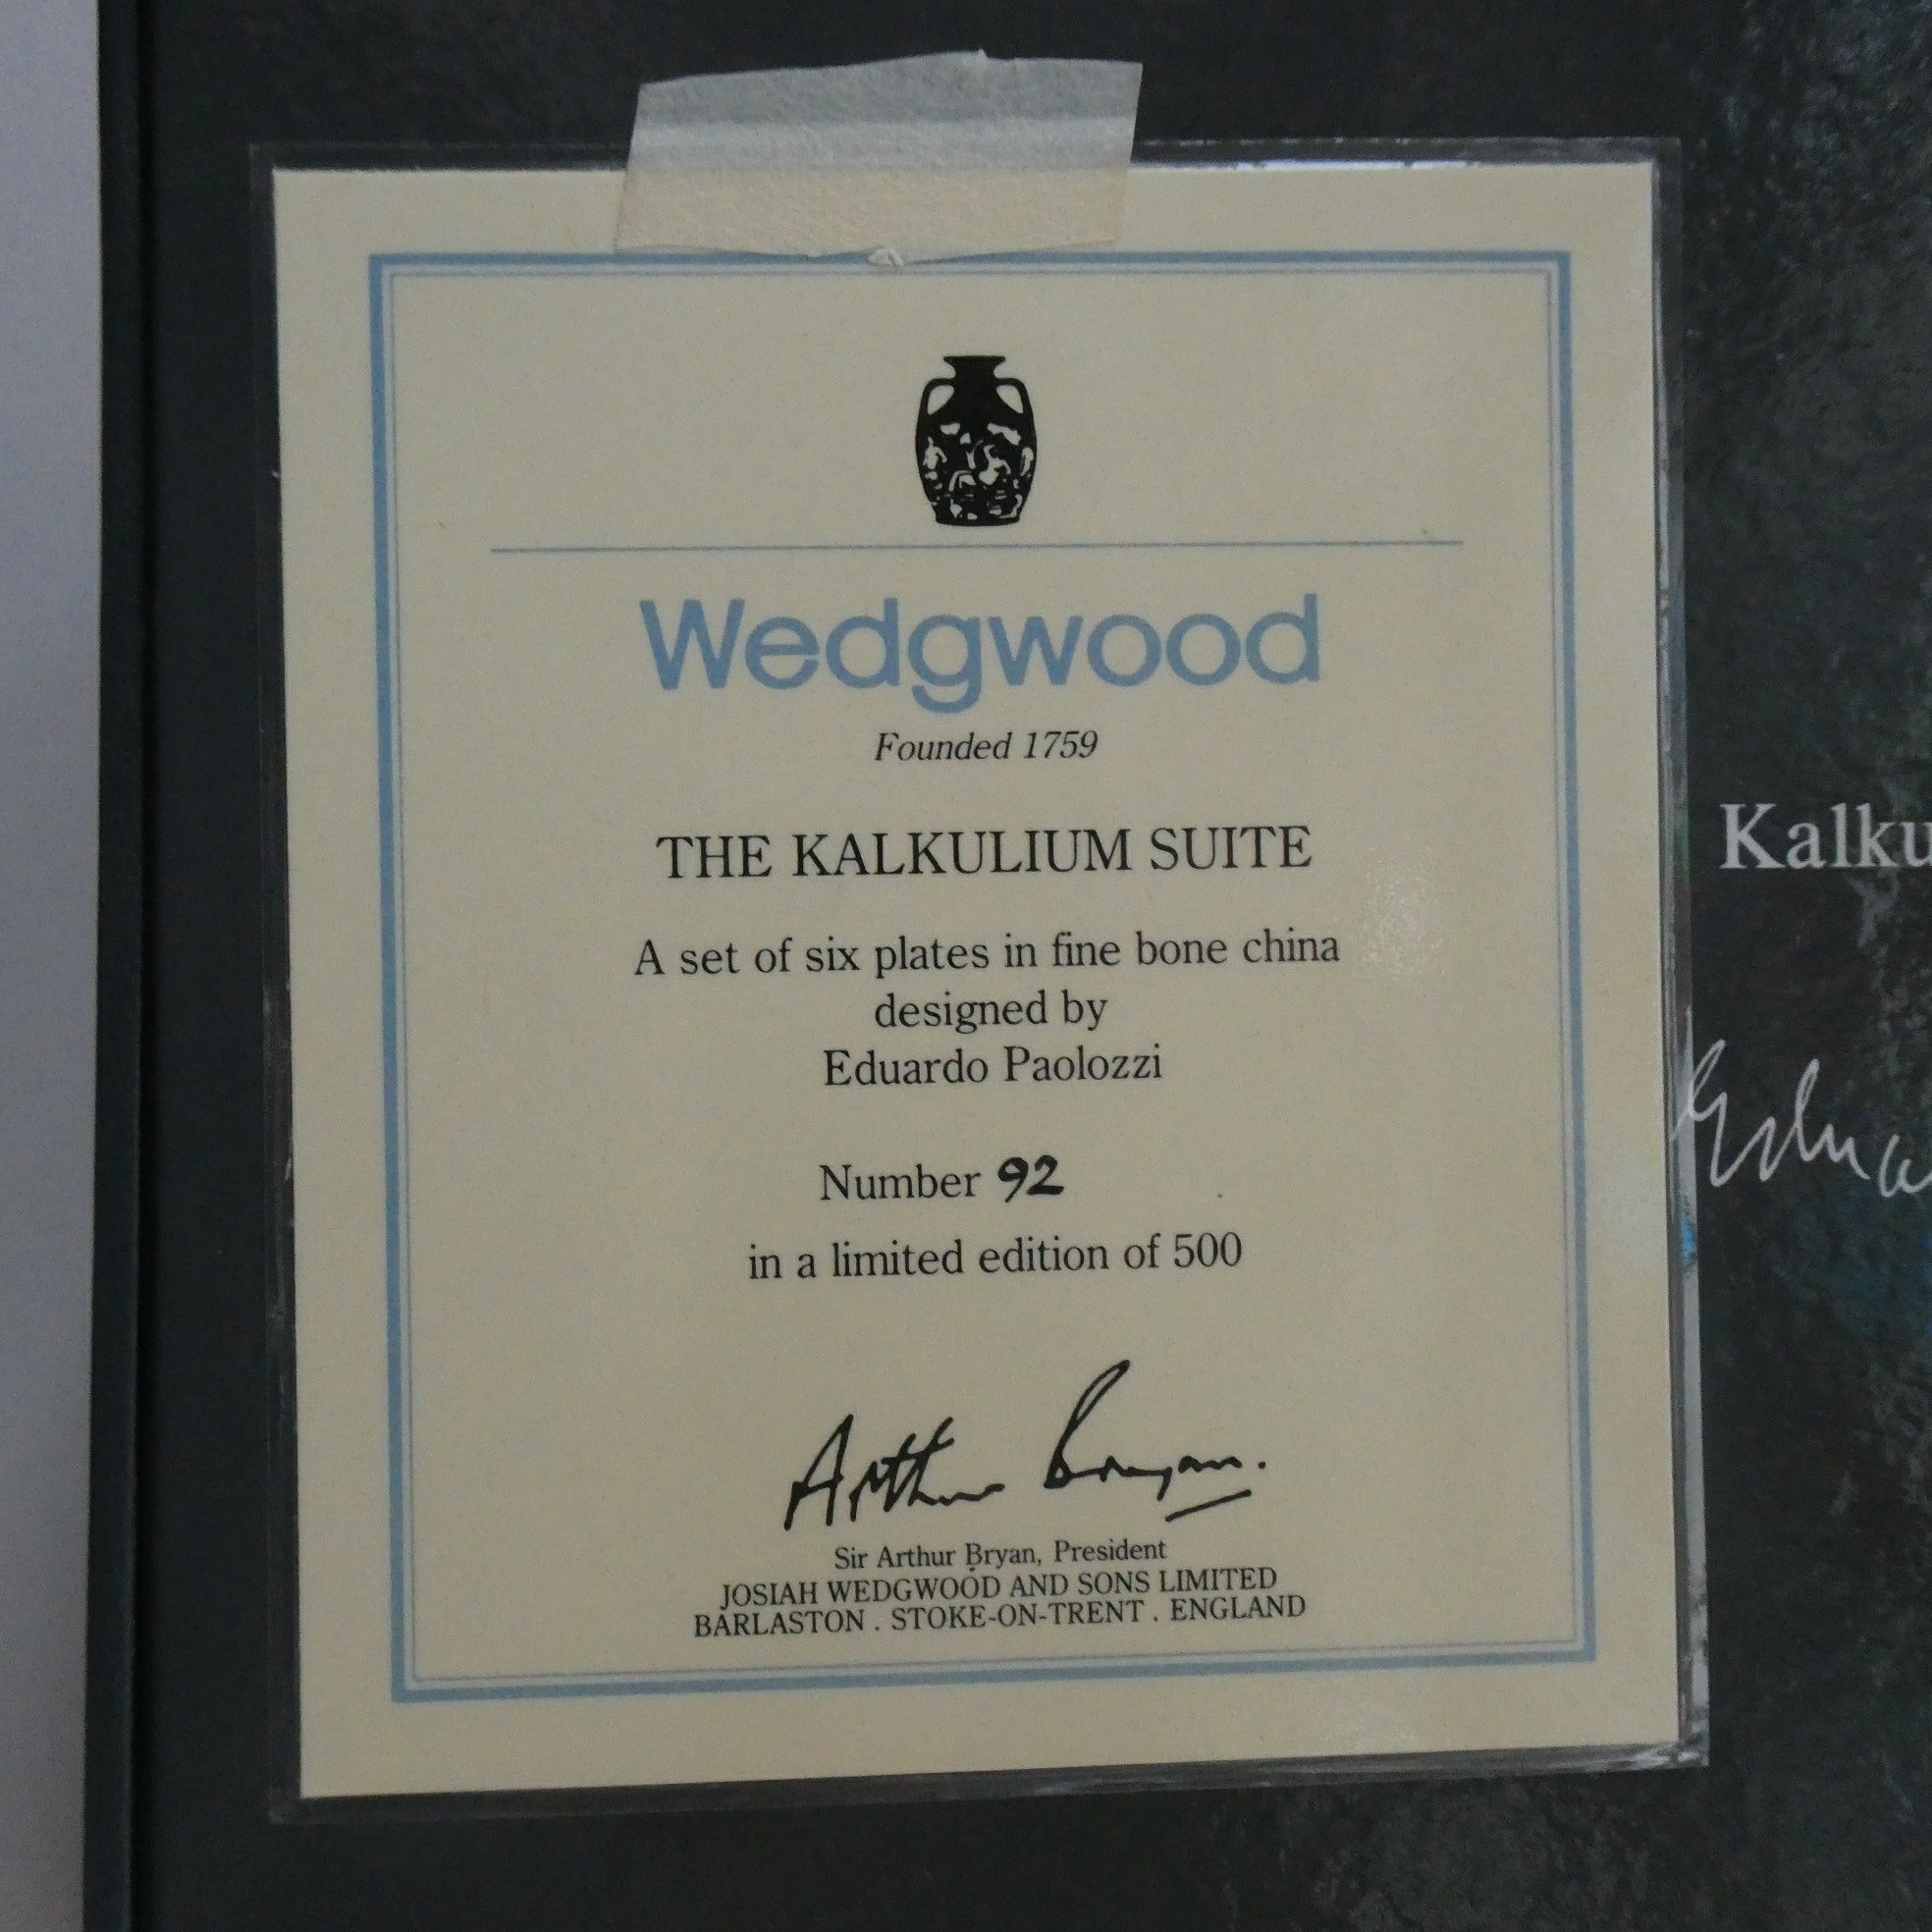 Wedgwood
Founded 1759
THE KALKULIUM SUITE
A set of six plates in fine bone china
designed by
Eduardo Paolozzi
Number 92
in a limited edition of 500
Arthur Bryan.
Sir Arthur Bryan, President
JOSIAH WEDGWOOD AND SONS LIMITED
BARLASTON . STOKE-ON-TRENT . ENGLAND
Kalku